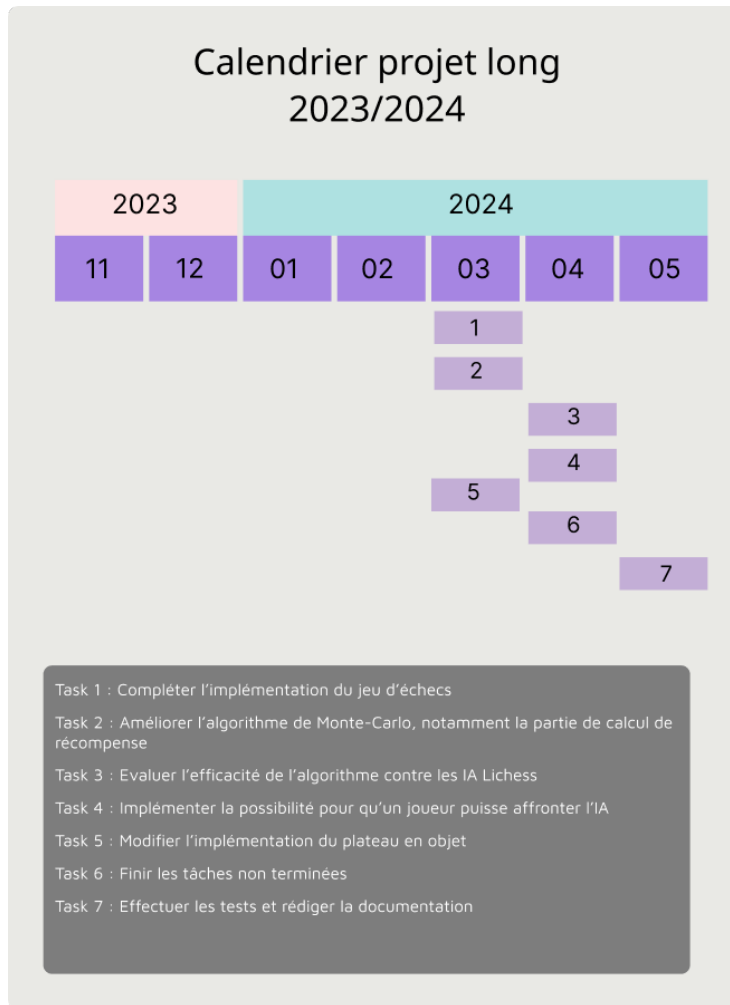 Calendrier projet long
2023/2024
2023 2024
11 12 01 02 03 04 05
1
2
3
4
5
6
7
Task 1 : Compléter l’implémentation du jeu d’échecs
Task 2 : Améliorer l’algorithme de Monte-Carlo, notamment la partie de calcul de
récompense
Task 3 : Evaluer l’efficacité de l’algorithme contre les IA Lichess
Task 4 : Implémenter la possibilité pour qu’un joueur puisse affronter l’IA
Task 5 : Modifier l’implémentation du plateau en objet
Task 6 : Finir les tâches non terminées
Task 7 : Effectuer les tests et rédiger la documentation